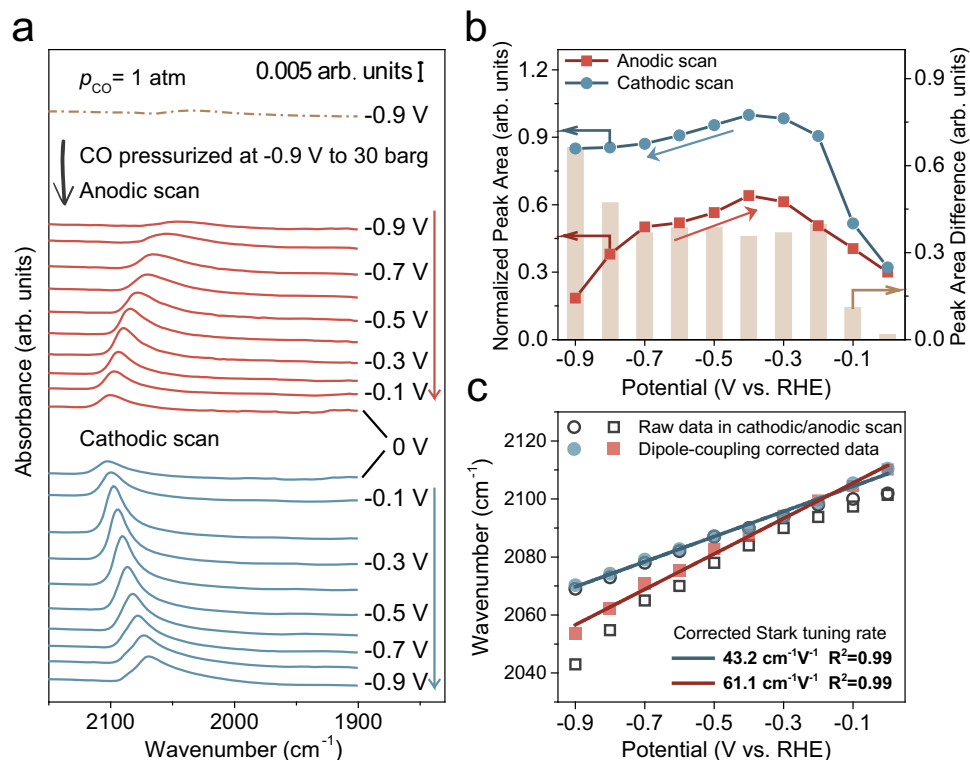 a
p_CO = 1 atm
0.005 arb. units
-0.9 V
CO pressurized at -0.9 V to 30 barg
Anodic scan
-0.9 V
-0.7 V
-0.5 V
-0.3 V
-0.1 V
0 V
Cathodic scan
-0.1 V
-0.3 V
-0.5 V
-0.7 V
-0.9 V
Absorbance (arb. units)
2100 2000 1900
Wavenumber (cm⁻¹)
b
Anodic scan
Cathodic scan
Normalized Peak Area (arb. units)
1.2
0.9
0.6
0.3
0.0
Peak Area Difference (arb. units)
0.9
0.6
0.3
0.0
-0.9 -0.7 -0.5 -0.3 -0.1
Potential (V vs. RHE)
c
Raw data in cathodic/anodic scan
Dipole-coupling corrected data
Wavenumber (cm⁻¹)
2120
2100
2080
2060
2040
Corrected Stark tuning rate
43.2 cm⁻¹V⁻¹ R²=0.99
61.1 cm⁻¹V⁻¹ R²=0.99
-0.9 -0.7 -0.5 -0.3 -0.1
Potential (V vs. RHE)